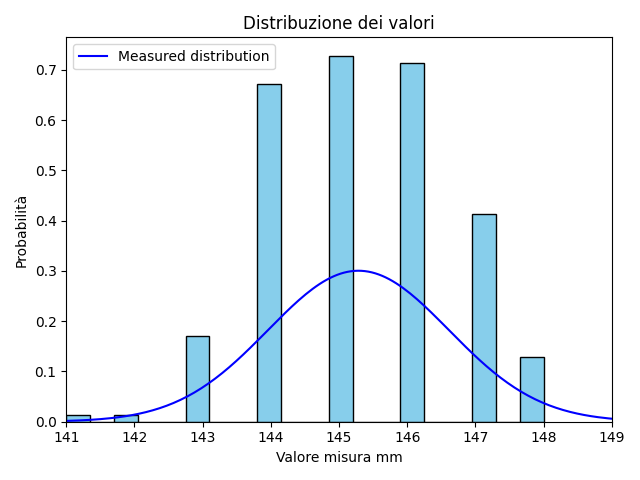 Distribuzione dei valori
Measured distribution
Probabilità
0.7
0.6
0.5
0.4
0.3
0.2
0.1
0.0
141 142 143 144 145 146 147 148 149
Valore misura mm